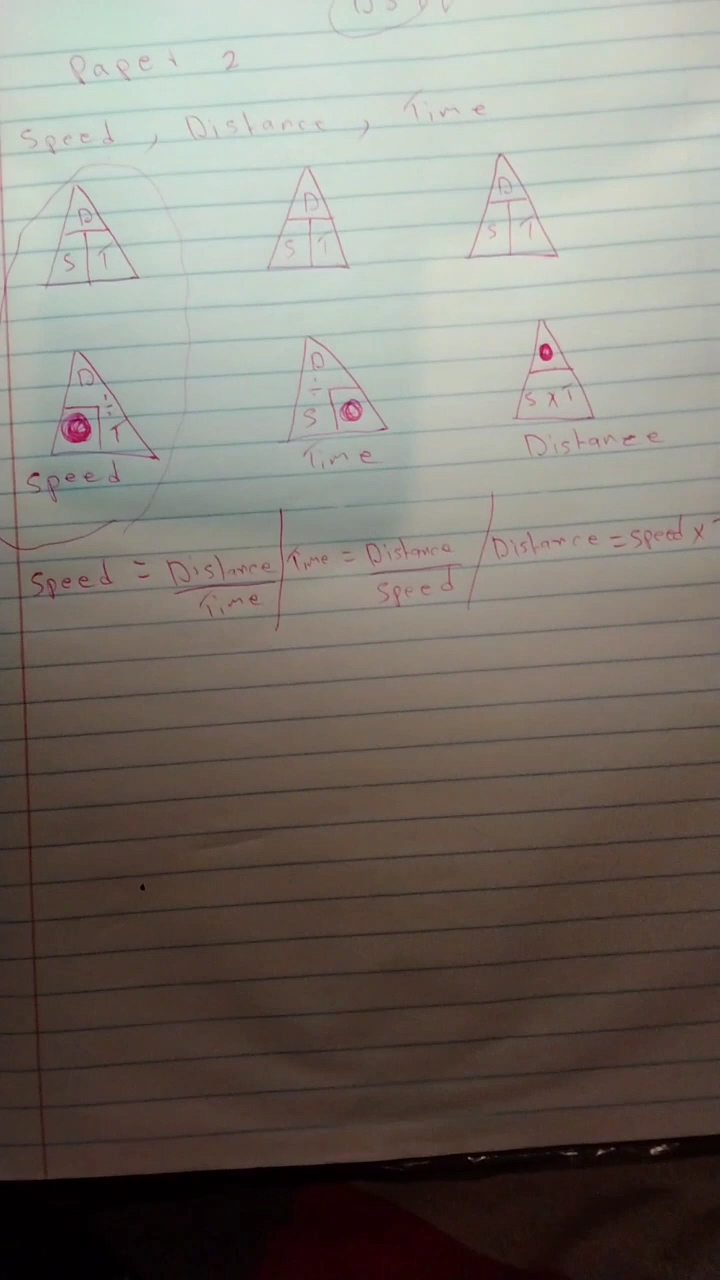 Paper 2
Speed, Distance, Time
D D D
S T S T S T
D D
÷ ÷
T S S x T
Speed Time Distance
Speed = Distance / Time | Time = Distance / Speed | Distance = Speed x